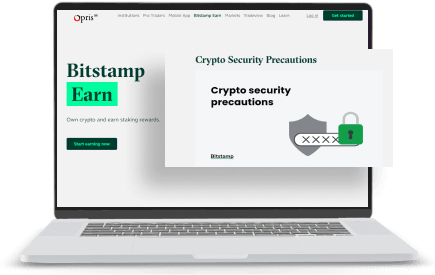 Opris
Institutions Pro Traders Mobile App Bitstamp Earn Markets Tradeview Blog Learn Log in Get started
Bitstamp
Earn
Own crypto and earn staking rewards.
Start earning now
Crypto Security Precautions
Crypto security
precautions
Bitstamp